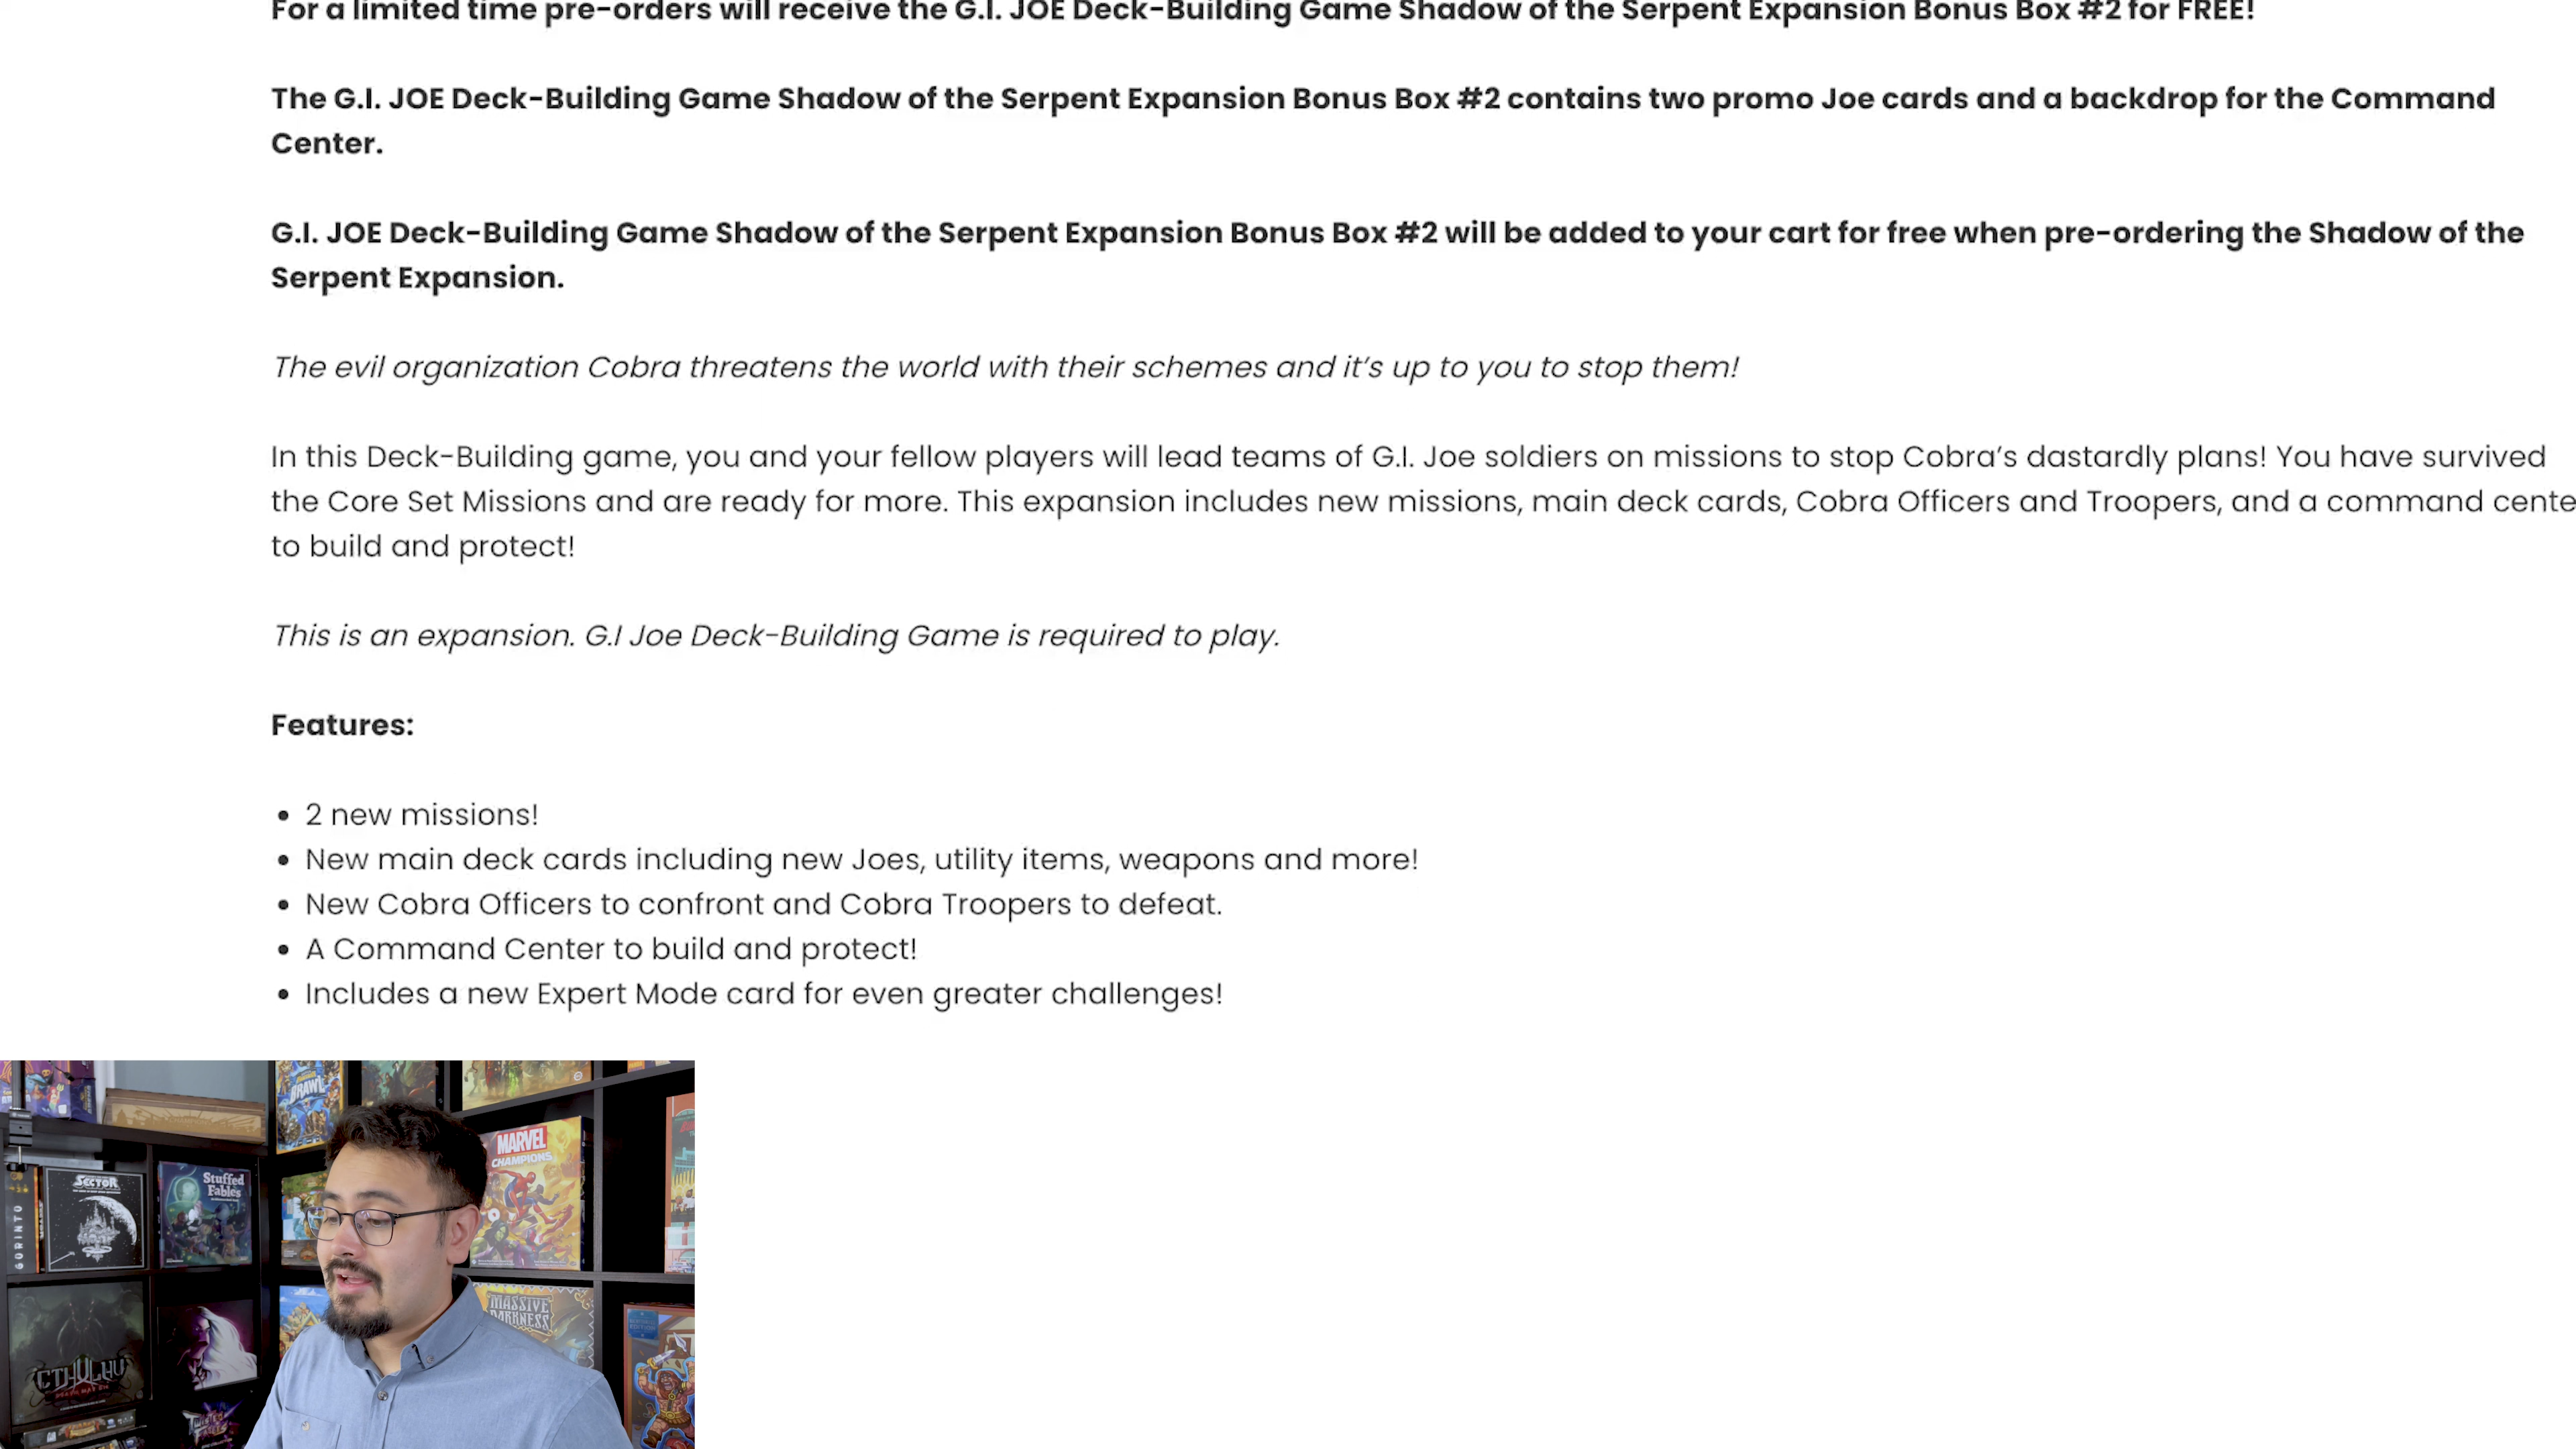 For a limited time pre-orders will receive the G.I. JOE Deck-Building Game Shadow of the Serpent Expansion Bonus Box #2 for FREE!
The G.I. JOE Deck-Building Game Shadow of the Serpent Expansion Bonus Box #2 contains two promo Joe cards and a backdrop for the Command
Center.
G.I. JOE Deck-Building Game Shadow of the Serpent Expansion Bonus Box #2 will be added to your cart for free when pre-ordering the Shadow of the
Serpent Expansion.
The evil organization Cobra threatens the world with their schemes and it's up to you to stop them!
In this Deck-Building game, you and your fellow players will lead teams of G.I. Joe soldiers on missions to stop Cobra's dastardly plans! You have survived
the Core Set Missions and are ready for more. This expansion includes new missions, main deck cards, Cobra Officers and Troopers, and a command cente
to build and protect!
This is an expansion. G.I Joe Deck-Building Game is required to play.
Features:
• 2 new missions!
• New main deck cards including new Joes, utility items, weapons and more!
• New Cobra Officers to confront and Cobra Troopers to defeat.
• A Command Center to build and protect!
• Includes a new Expert Mode card for even greater challenges!
BRAWL
MARVEL
CHAMPIONS
SECTOR
Stuffed
Fables
GORINTO
MASSIVE
DARKNESS
CTHULHU